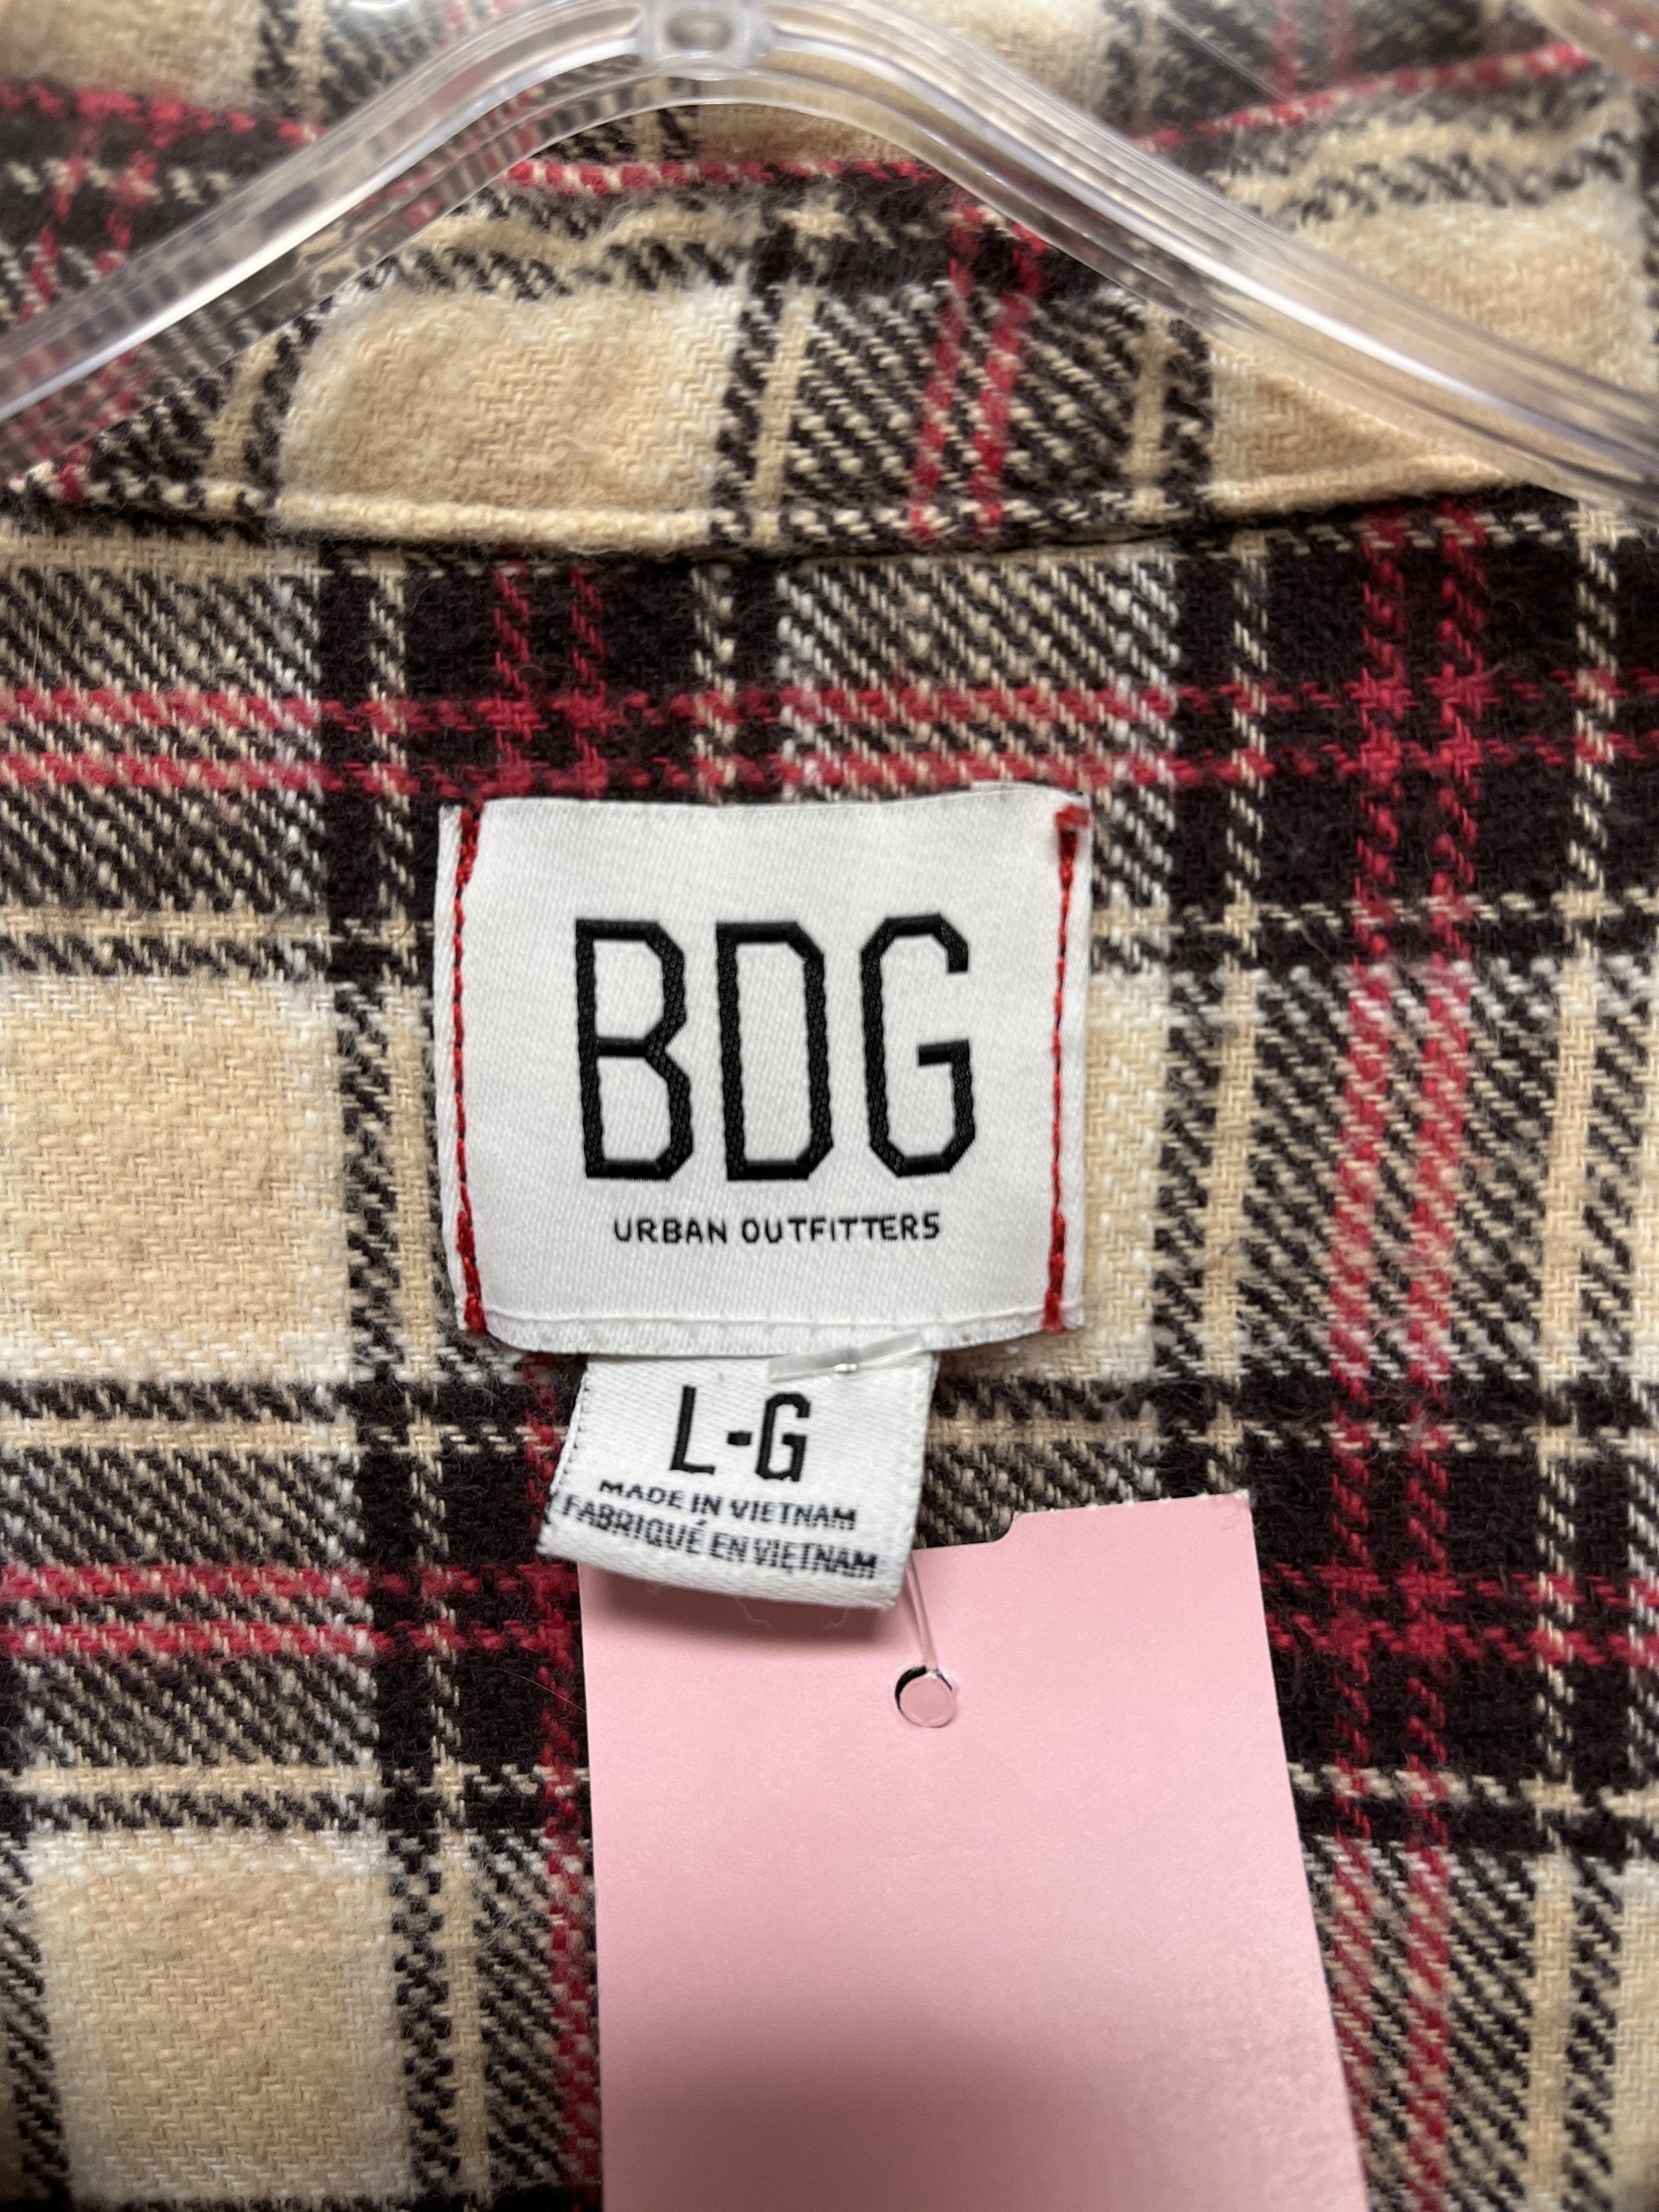 BDG
URBAN OUTFITTERS
L-G
MADE IN VIETNAM
FABRIQUÉ EN VIETNAM